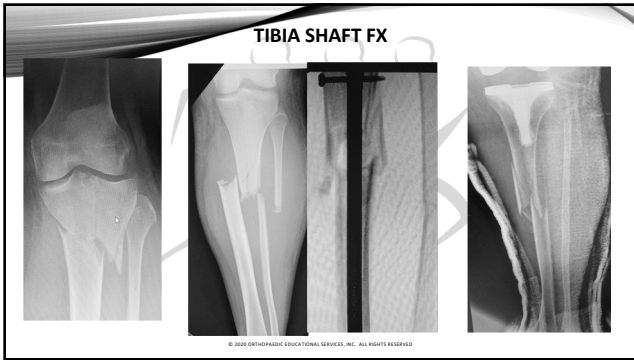 TIBIA SHAFT FX
© 2020 ORTHOPAEDIC EDUCATIONAL SERVICES, INC. ALL RIGHTS RESERVED